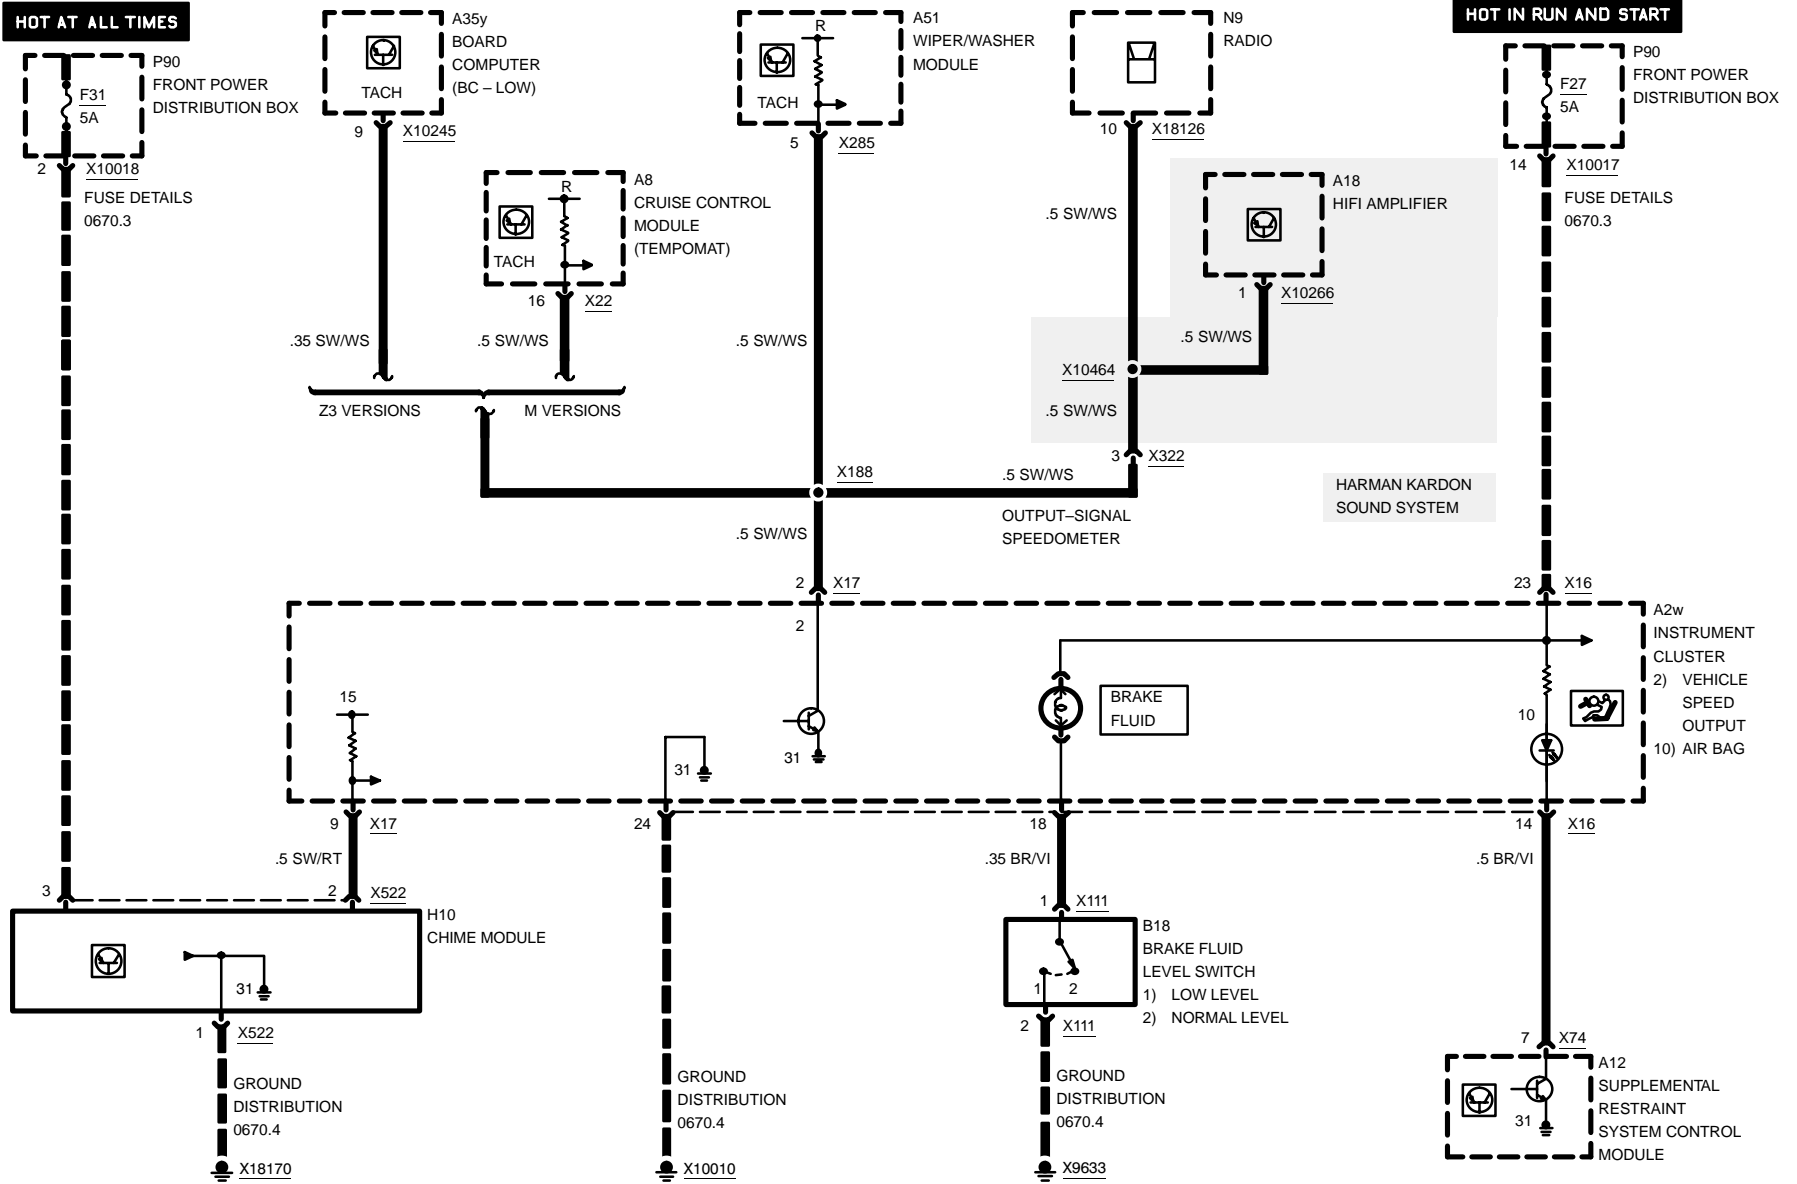 HOT AT ALL TIMES
P90
FRONT POWER
DISTRIBUTION BOX
F31
5A
2
X10018
FUSE DETAILS
0670.3
A35y
BOARD
COMPUTER
(BC – LOW)
TACH
9
X10245
.35 SW/WS
A8
CRUISE CONTROL
MODULE
(TEMPOMAT)
R
TACH
16
X22
.5 SW/WS
Z3 VERSIONS
M VERSIONS
A51
WIPER/WASHER
MODULE
R
TACH
5
X285
.5 SW/WS
N9
RADIO
10
X18126
.5 SW/WS
A18
HIFI AMPLIFIER
1
X10266
.5 SW/WS
X10464
.5 SW/WS
3
X322
X188
.5 SW/WS
OUTPUT–SIGNAL
SPEEDOMETER
.5 SW/WS
HARMAN KARDON
SOUND SYSTEM
HOT IN RUN AND START
P90
FRONT POWER
DISTRIBUTION BOX
F27
5A
14
X10017
FUSE DETAILS
0670.3
2
X17
23
X16
A2w
INSTRUMENT
CLUSTER
2) VEHICLE
SPEED
OUTPUT
10) AIR BAG
2
15
31
31
BRAKE
FLUID
10
9
X17
24
18
14
X16
.5 SW/RT
.35 BR/VI
.5 BR/VI
3
2
X522
H10
CHIME MODULE
31
1
X522
GROUND
DISTRIBUTION
0670.4
X18170
GROUND
DISTRIBUTION
0670.4
X10010
1
X111
B18
BRAKE FLUID
LEVEL SWITCH
1) LOW LEVEL
2) NORMAL LEVEL
1
2
2
X111
GROUND
DISTRIBUTION
0670.4
X9633
7
X74
A12
SUPPLEMENTAL
RESTRAINT
SYSTEM CONTROL
MODULE
31